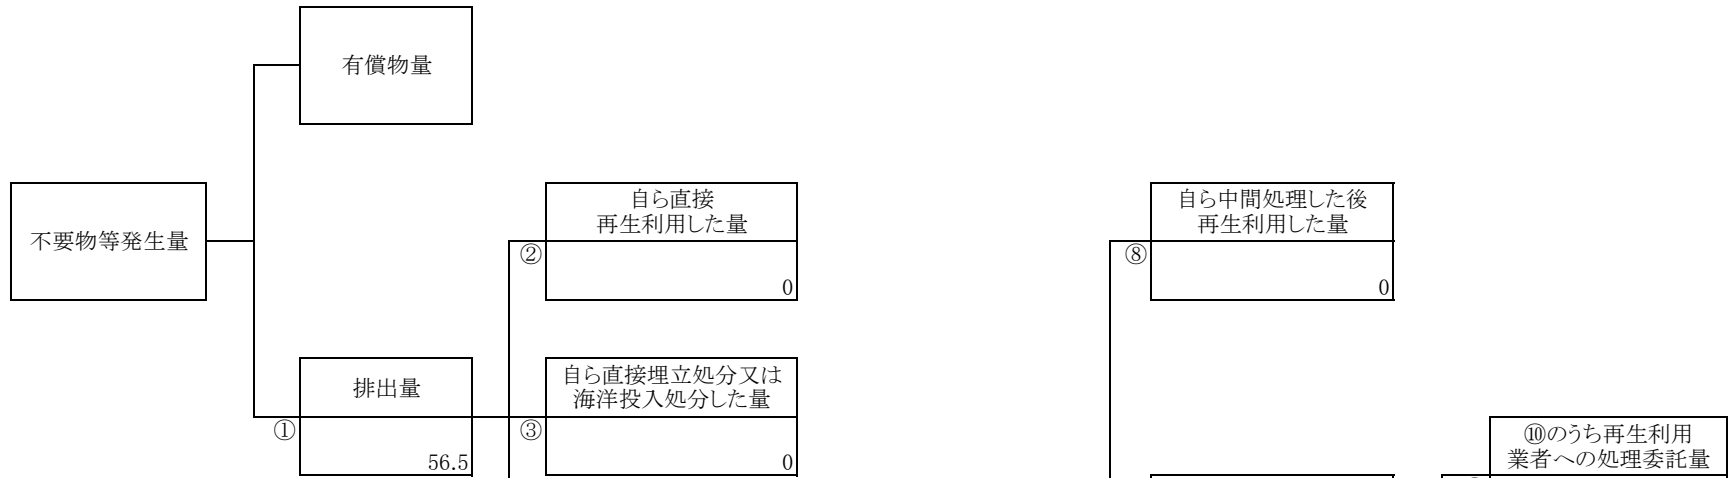 有償物量
不要物等発生量
自ら直接
再生利用した量
②
0
自ら中間処理した後
再生利用した量
⑧
0
排出量
①
56.5
自ら直接埋立処分又は
海洋投入処分した量
③
0
⑩のうち再生利用
業者への処理委託量